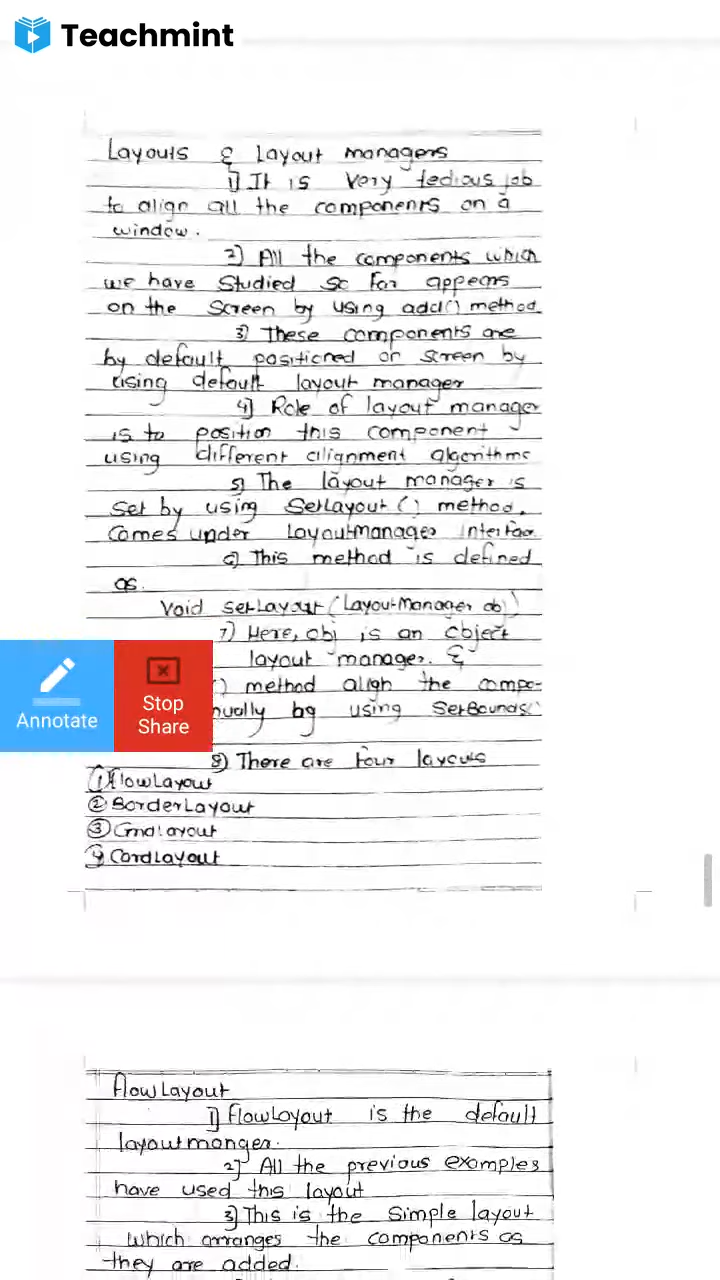 Teachmint
Layouts & Layout managers
1) It is very tedious job
to align all the components on a
window.
2) All the components which
we have studied so far appears
on the screen by using add() method.
3) These components are
by default positioned on screen by
using default layout manager
4) Role of layout manager
is to position this component
using different alignment algorithms
5) The layout manager is
set by using SetLayout () method.
Comes under LayoutManager Interface
6) This method is defined
as.
Void setLayout (LayoutManager ob)
7) Here, obj is an object
layout manager. &
) method aligh the compo-
nually by using SetBounds()
8) There are four layouts
① FlowLayout
② BorderLayout
③ GridLayout
④ CardLayout
Annotate
Stop
Share
FlowLayout
1) FlowLayout is the default
layoutmanger.
2) All the previous examples
have used this layout
3) This is the simple layout
which arranges the components as
they are added.